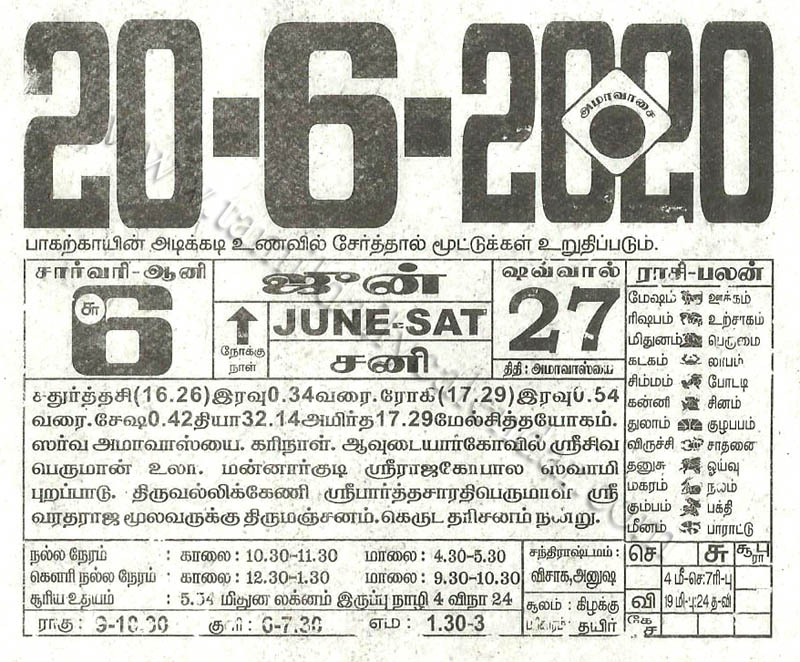 20-6-2020
அமாவாசை
பாகற்காயின் அடிக்கடி உணவில் சேர்த்தால் மூட்டுக்கள் உறுதிப்படும்.
சார்வரி-ஆனி
சு
6
நோக்கு
நாள்
ஜுன்
JUNE-SAT
சனி
ஷவ்வால்
27
திதி: அமாவாஸ்யை
ராசி-பலன்
மேஷம் ஊக்கம்
ரிஷபம் உற்சாகம்
மிதுனம் பெருமை
கடகம் லாபம்
சிம்மம் போட்டி
கன்னி சினம்
துலாம் குழப்பம்
விருச்சி சாதனை
தனுசு ஓய்வு
மகரம் நலம்
கும்பம் பக்தி
மீனம் பாராட்டு
சதுர்த்தசி(16.26)இரவு0.34வரை.ரோகி(17.29)இரவு0.54
வரை.சேஷ0.42தியா32.14அமிர்த17.29மேல்சித்தயோகம்.
ஸர்வ அமாவாஸ்யை. கரிநாள். ஆவுடையார்கோவில் ஸ்ரீசிவ
பெருமான் உலா. மன்னார்குடி ஸ்ரீராஜகோபால ஸ்வாமி
புறப்பாடு. திருவல்லிக்கேணி ஸ்ரீபார்த்தசாரதிபெருமாள் ஸ்ரீ
வரதராஜ மூலவருக்கு திருமஞ்சனம்.கெருட தரிசனம் நன்று.
நல்ல நேரம் : காலை: 10.30-11.30 மாலை: 4.30-5.30
கௌரி நல்ல நேரம் : காலை: 12.30-1.30 மாலை: 9.30-10.30
சூரிய உதயம் : 5.54 மிதுன லக்னம் இருப்பு நாழி 4 விநா 24
ராகு: 9-10.30 குளி: 6-7.30 எம: 1.30-3
சந்திராஷ்டமம்:
விசாக,அனுஷ
சூலம்: கிழக்கு
தயிர்
செ சு சூ பு
ரா
4 மீ-செ:7ரி-பு
வி 19 மி-பு:24 த-வி
கே